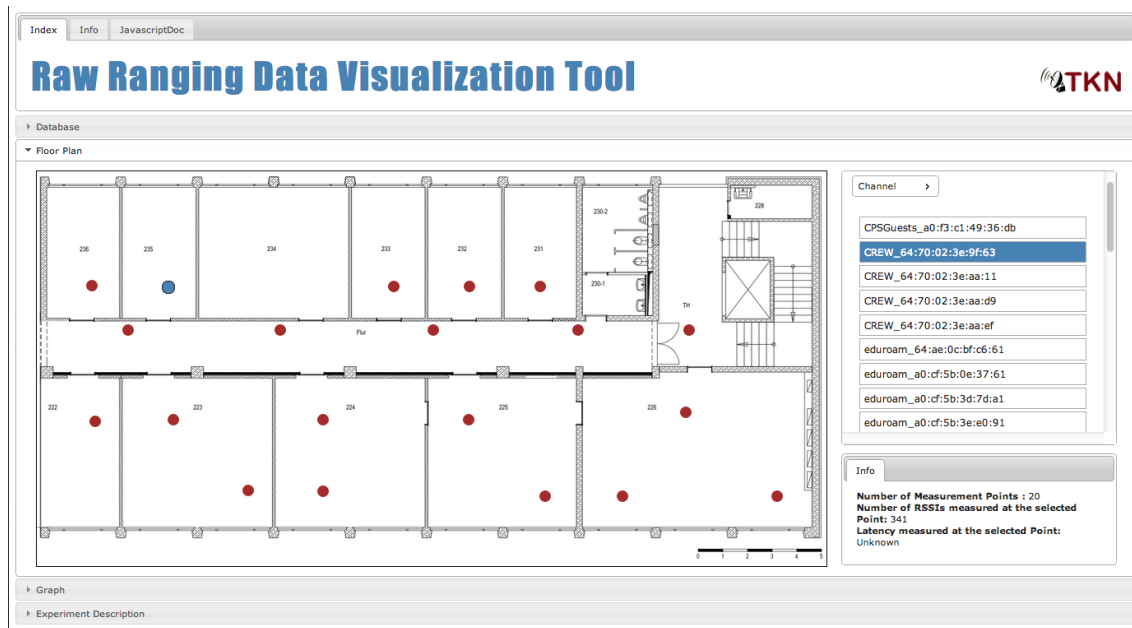 Index Info JavascriptDoc
Raw Ranging Data Visualization Tool
TKN
Database
Floor Plan
236 235 234 233 232 231 230-2 228
230-1
TH
Flur
222 223 224 225 226
0 1 2 3 4 5
Channel >
CPSGuests_a0:f3:c1:49:36:db
CREW_64:70:02:3e:9f:63
CREW_64:70:02:3e:aa:11
CREW_64:70:02:3e:aa:d9
CREW_64:70:02:3e:aa:ef
eduroam_64:ae:0c:bf:c6:61
eduroam_a0:cf:5b:0e:37:61
eduroam_a0:cf:5b:3d:7d:a1
eduroam_a0:cf:5b:3e:e0:91
Info
Number of Measurement Points : 20
Number of RSSIs measured at the selected
Point: 341
Latency measured at the selected Point:
Unknown
Graph
Experiment Description